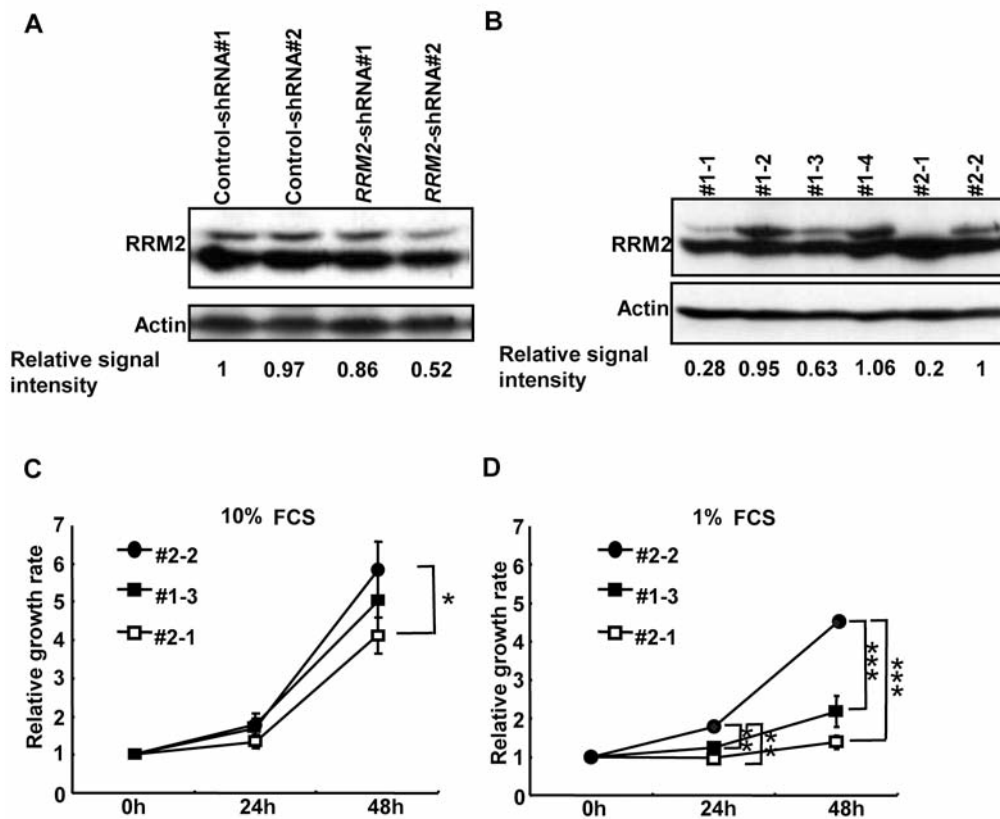 A
Control-shRNA#1
Control-shRNA#2
RRM2-shRNA#1
RRM2-shRNA#2
RRM2
Actin
Relative signal
intensity
1 0.97 0.86 0.52
B
#1-1
#1-2
#1-3
#1-4
#2-1
#2-2
RRM2
Actin
Relative signal
intensity
0.28 0.95 0.63 1.06 0.2 1
C
10% FCS
Relative growth rate
7
6
5
4
3
2
1
0
#2-2
#1-3
#2-1
*
0h 24h 48h
D
1% FCS
Relative growth rate
7
6
5
4
3
2
1
0
#2-2
#1-3
#2-1
**
**
***
***
0h 24h 48h